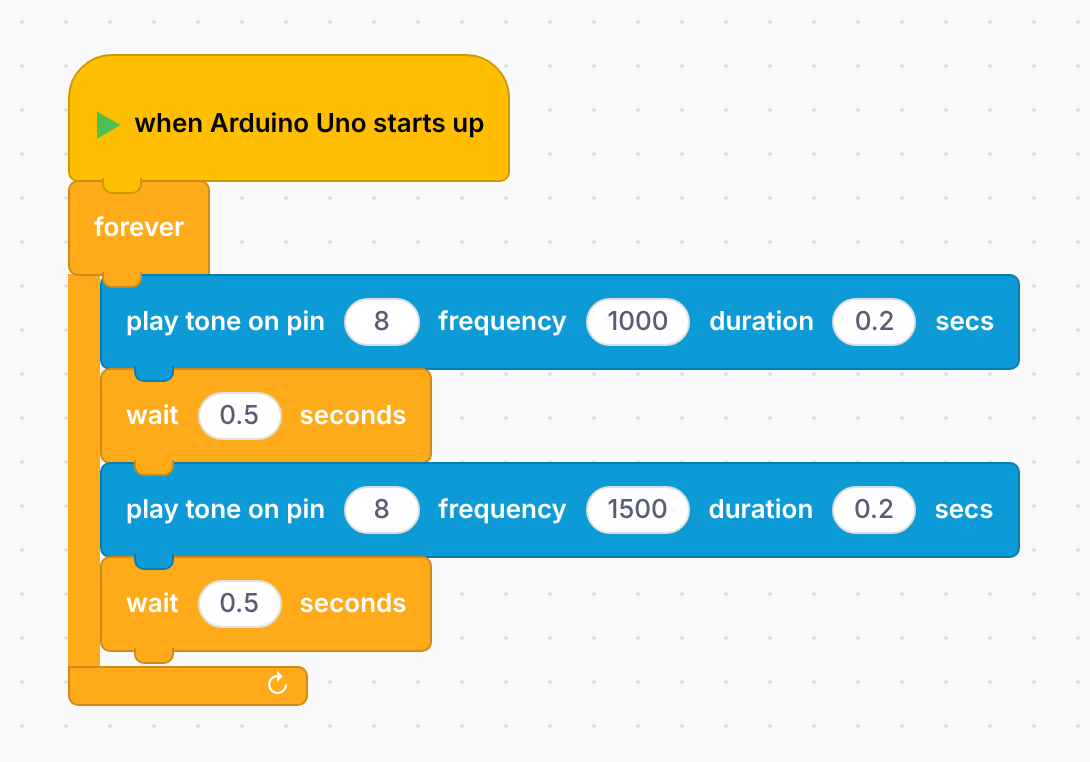 when Arduino Uno starts up
forever
play tone on pin 8 frequency 1000 duration 0.2 secs
wait 0.5 seconds
play tone on pin 8 frequency 1500 duration 0.2 secs
wait 0.5 seconds